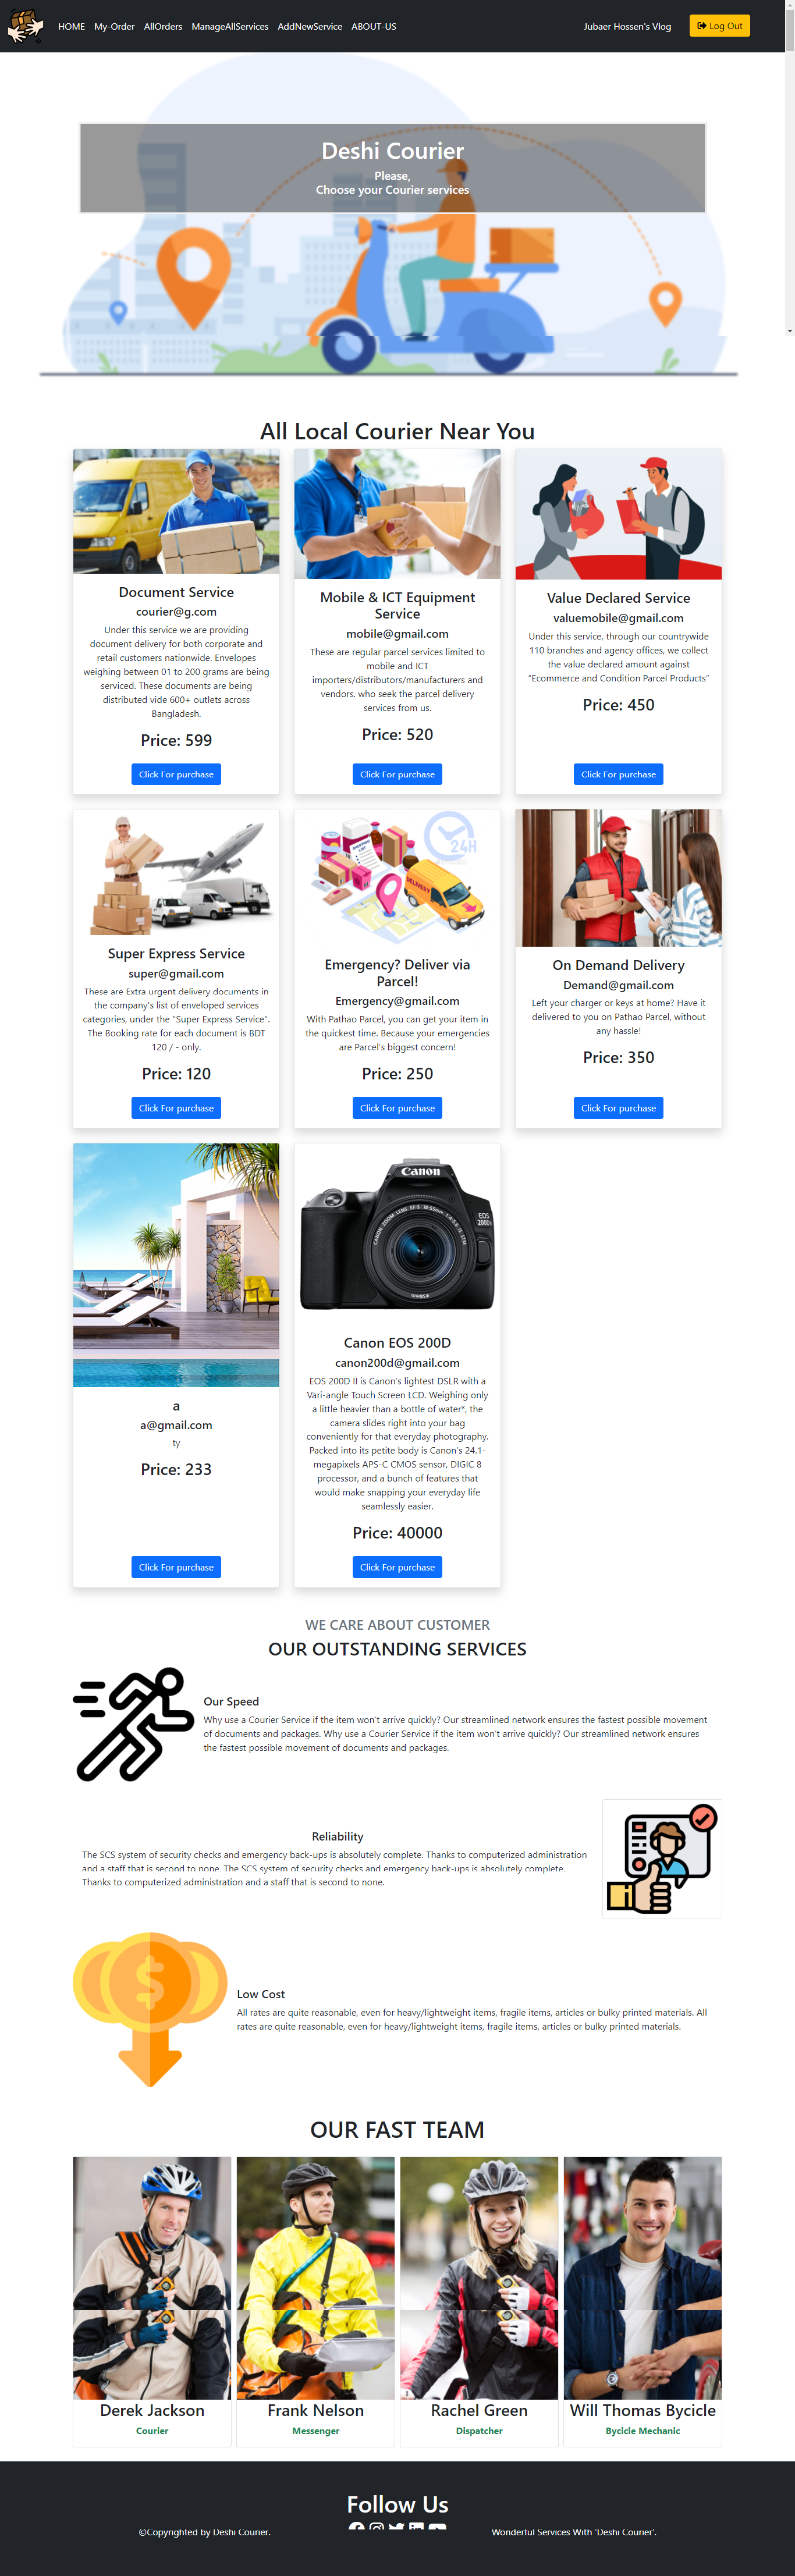 HOME My-Order AllOrders ManageAllServices AddNewService ABOUT-US Jubaer Hossen's Vlog Log Out
Deshi Courier
Please,
Choose your Courier services
All Local Courier Near You
Document Service
courier@g.com
Under this service we are providing
document delivery for both corporate and
retail customers nationwide. Envelopes
weighing between 01 to 200 grams are being
serviced. These documents are being
distributed vide 600+ outlets across
Bangladesh.
Price: 599
Click For purchase
Mobile & ICT Equipment
Service
mobile@gmail.com
These are regular parcel services limited to
mobile and ICT
importers/distributors/manufacturers and
vendors. who seek the parcel delivery
services from us.
Price: 520
Click For purchase
Value Declared Service
valuemobile@gmail.com
Under this service, through our countrywide
110 branches and agency offices, we collect
the value declared amount against
"Ecommerce and Condition Parcel Products"
Price: 450
Click For purchase
Super Express Service
super@gmail.com
These are Extra urgent delivery documents in
the company's list of enveloped services
categories, under the "Super Express Service".
The Booking rate for each document is BDT
120 / - only.
Price: 120
Click For purchase
24H
DELIVERY
Emergency? Deliver via
Parcel!
Emergency@gmail.com
With Pathao Parcel, you can get your item in
the quickest time. Because your emergencies
are Parcel's biggest concern!
Price: 250
Click For purchase
On Demand Delivery
Demand@gmail.com
Left your charger or keys at home? Have it
delivered to you on Pathao Parcel, without
any hassle!
Price: 350
Click For purchase
a
a@gmail.com
ty
Price: 233
Click For purchase
Canon
EOS
200D
Canon EOS 200D
canon200d@gmail.com
EOS 200D II is Canon's lightest DSLR with a
Vari-angle Touch Screen LCD. Weighing only
a little heavier than a bottle of water*, the
camera slides right into your bag
conveniently for that everyday photography.
Packed into its petite body is Canon's 24.1-
megapixels APS-C CMOS sensor, DIGIC 8
processor, and a bunch of features that
would make snapping your everyday life
seamlessly easier.
Price: 40000
Click For purchase
WE CARE ABOUT CUSTOMER
OUR OUTSTANDING SERVICES
Our Speed
Why use a Courier Service if the item won't arrive quickly? Our streamlined network ensures the fastest possible movement
of documents and packages. Why use a Courier Service if the item won't arrive quickly? Our streamlined network ensures
the fastest possible movement of documents and packages.
Reliability
The SCS system of security checks and emergency back-ups is absolutely complete. Thanks to computerized administration
and a staff that is second to none. The SCS system of security checks and emergency back-ups is absolutely complete.
Thanks to computerized administration and a staff that is second to none.
$
Low Cost
All rates are quite reasonable, even for heavy/lightweight items, fragile items, articles or bulky printed materials. All
rates are quite reasonable, even for heavy/lightweight items, fragile items, articles or bulky printed materials.
OUR FAST TEAM
Derek Jackson
Courier
Frank Nelson
Messenger
Rachel Green
Dispatcher
Will Thomas Bycicle
Bycicle Mechanic
Follow Us
©Copyrighted by Deshi Courier.
Wonderful Services With 'Deshi Courier'.